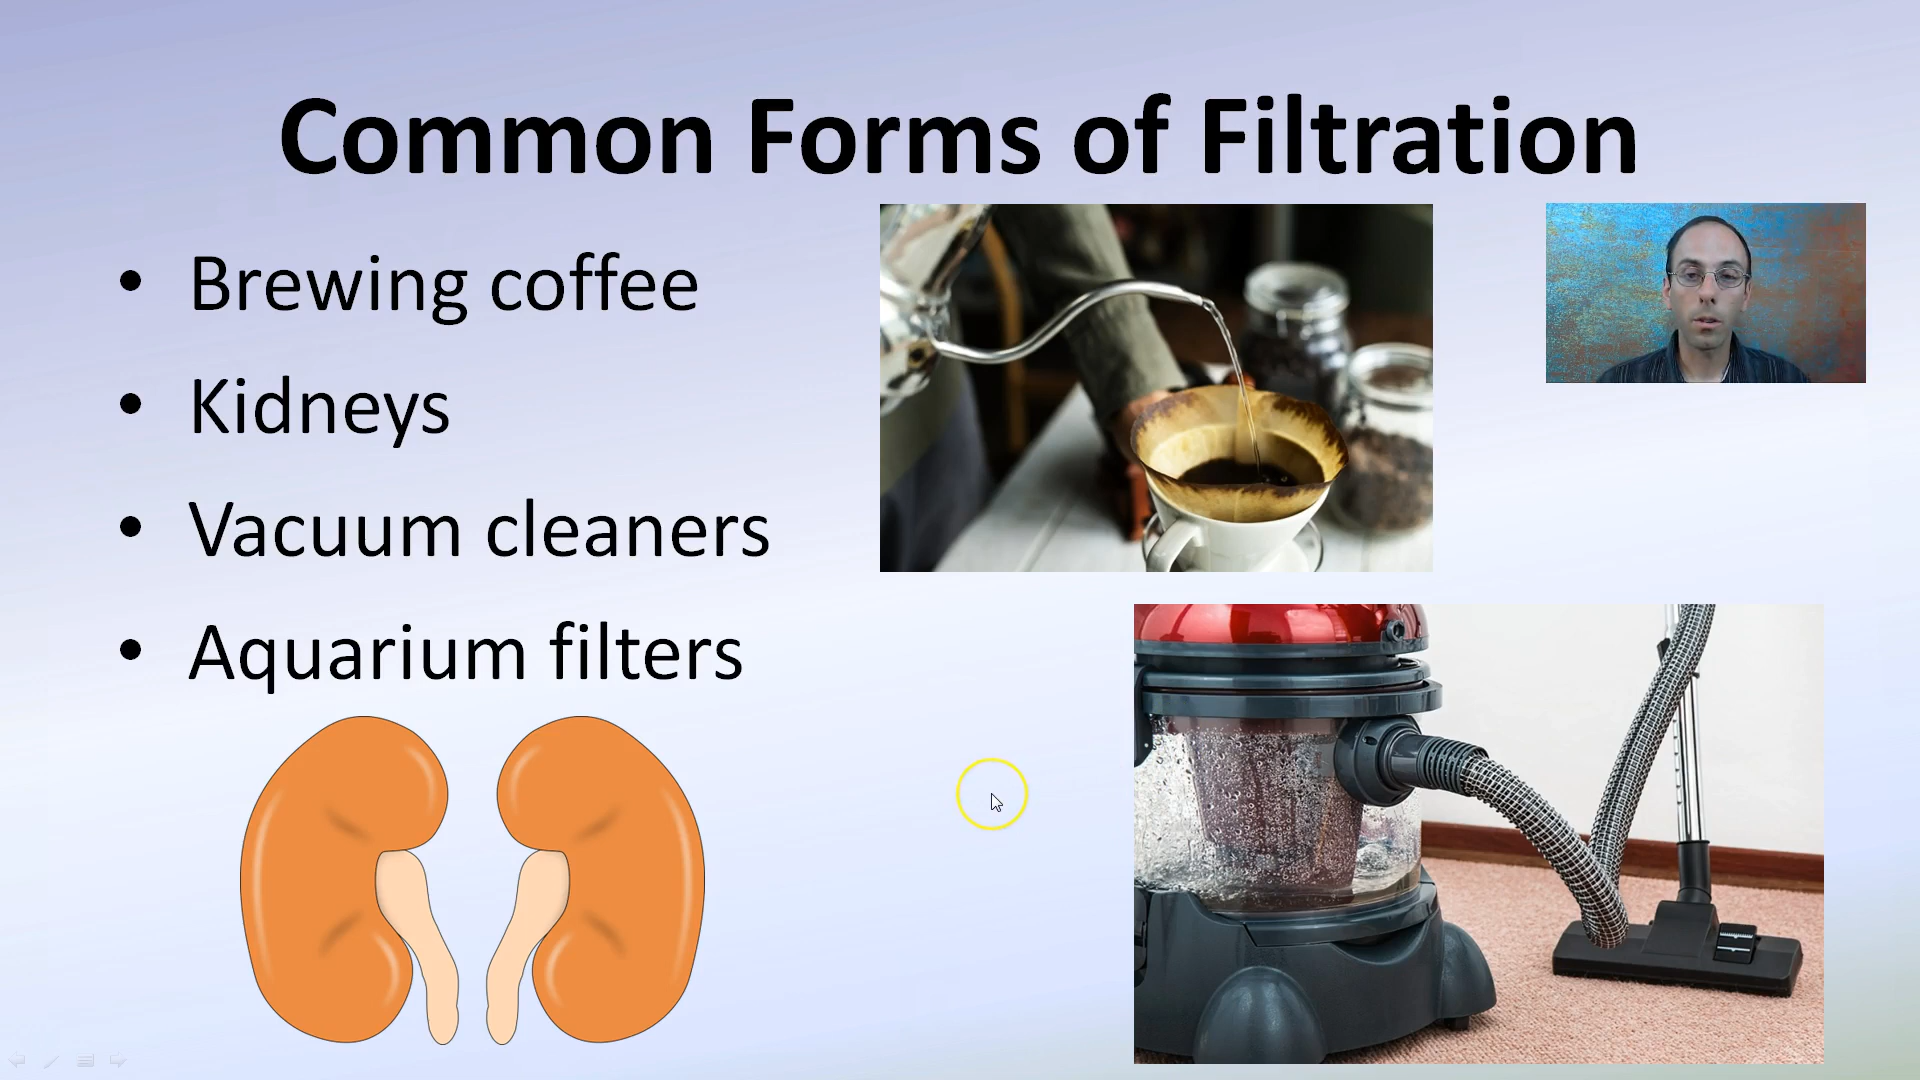 Common Forms of Filtration
• Brewing coffee
• Kidneys
• Vacuum cleaners
• Aquarium filters